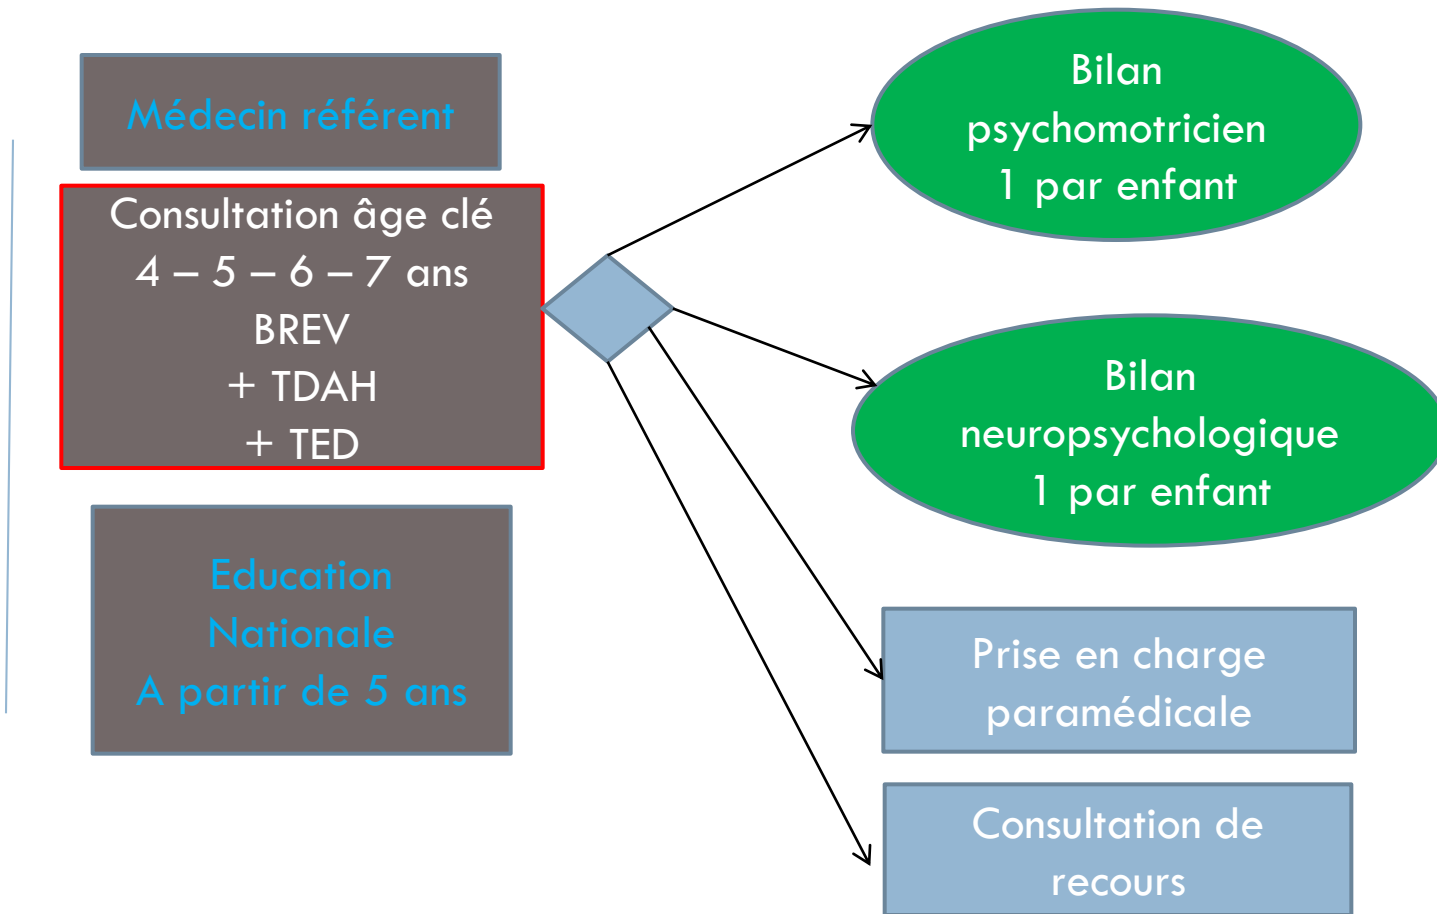 Médecin référent
Consultation âge clé
4 – 5 – 6 – 7 ans
BREV
+ TDAH
+ TED
Education
Nationale
A partir de 5 ans
Bilan
psychomotricien
1 par enfant
Bilan
neuropsychologique
1 par enfant
Prise en charge
paramédicale
Consultation de
recours